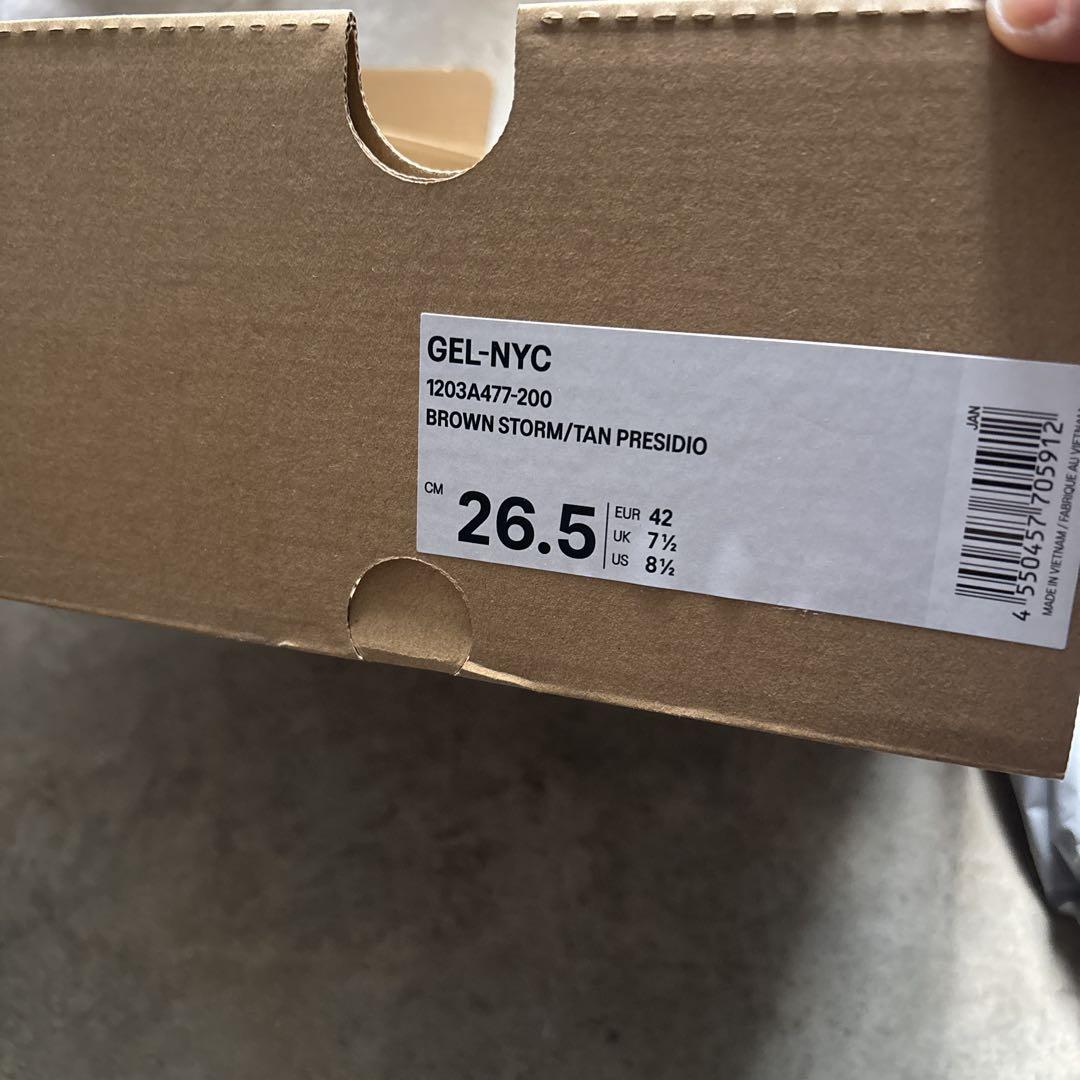 GEL-NYC
1203A477-200
BROWN STORM/TAN PRESIDIO
CM 26.5
EUR 42
UK 7½
US 8½
JAN
4 550457 705912
MADE IN VIETNAM / FABRIQUE AU VIETNAM